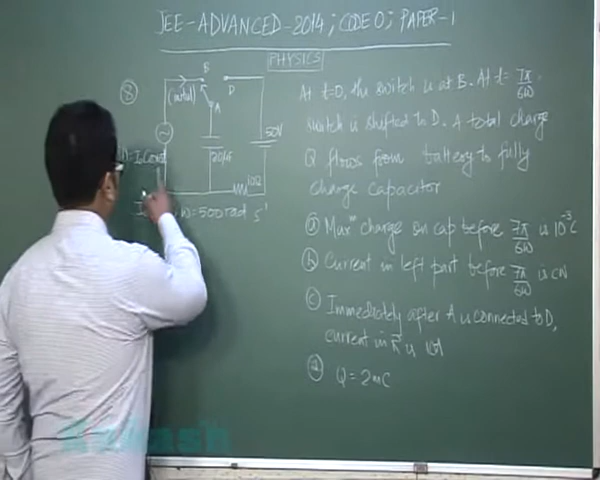 JEE-ADVANCED-2014; CODE 0; PAPER-1
PHYSICS
8
B
D
(initial)
A
50V
20μF
10Ω
ω=500 rad s⁻¹
At t=0, the switch is at B. At t= 7π/6ω.
switch is shifted to D. A total charge
Q flows from battery to fully
charge capacitor
a Max^m charge on cap before 7π/6ω is 10⁻³C
b Current in left part before 7π/6ω is CW
c Immediately after A is connected to D,
current in R is
d Q = 2mC
Aakash